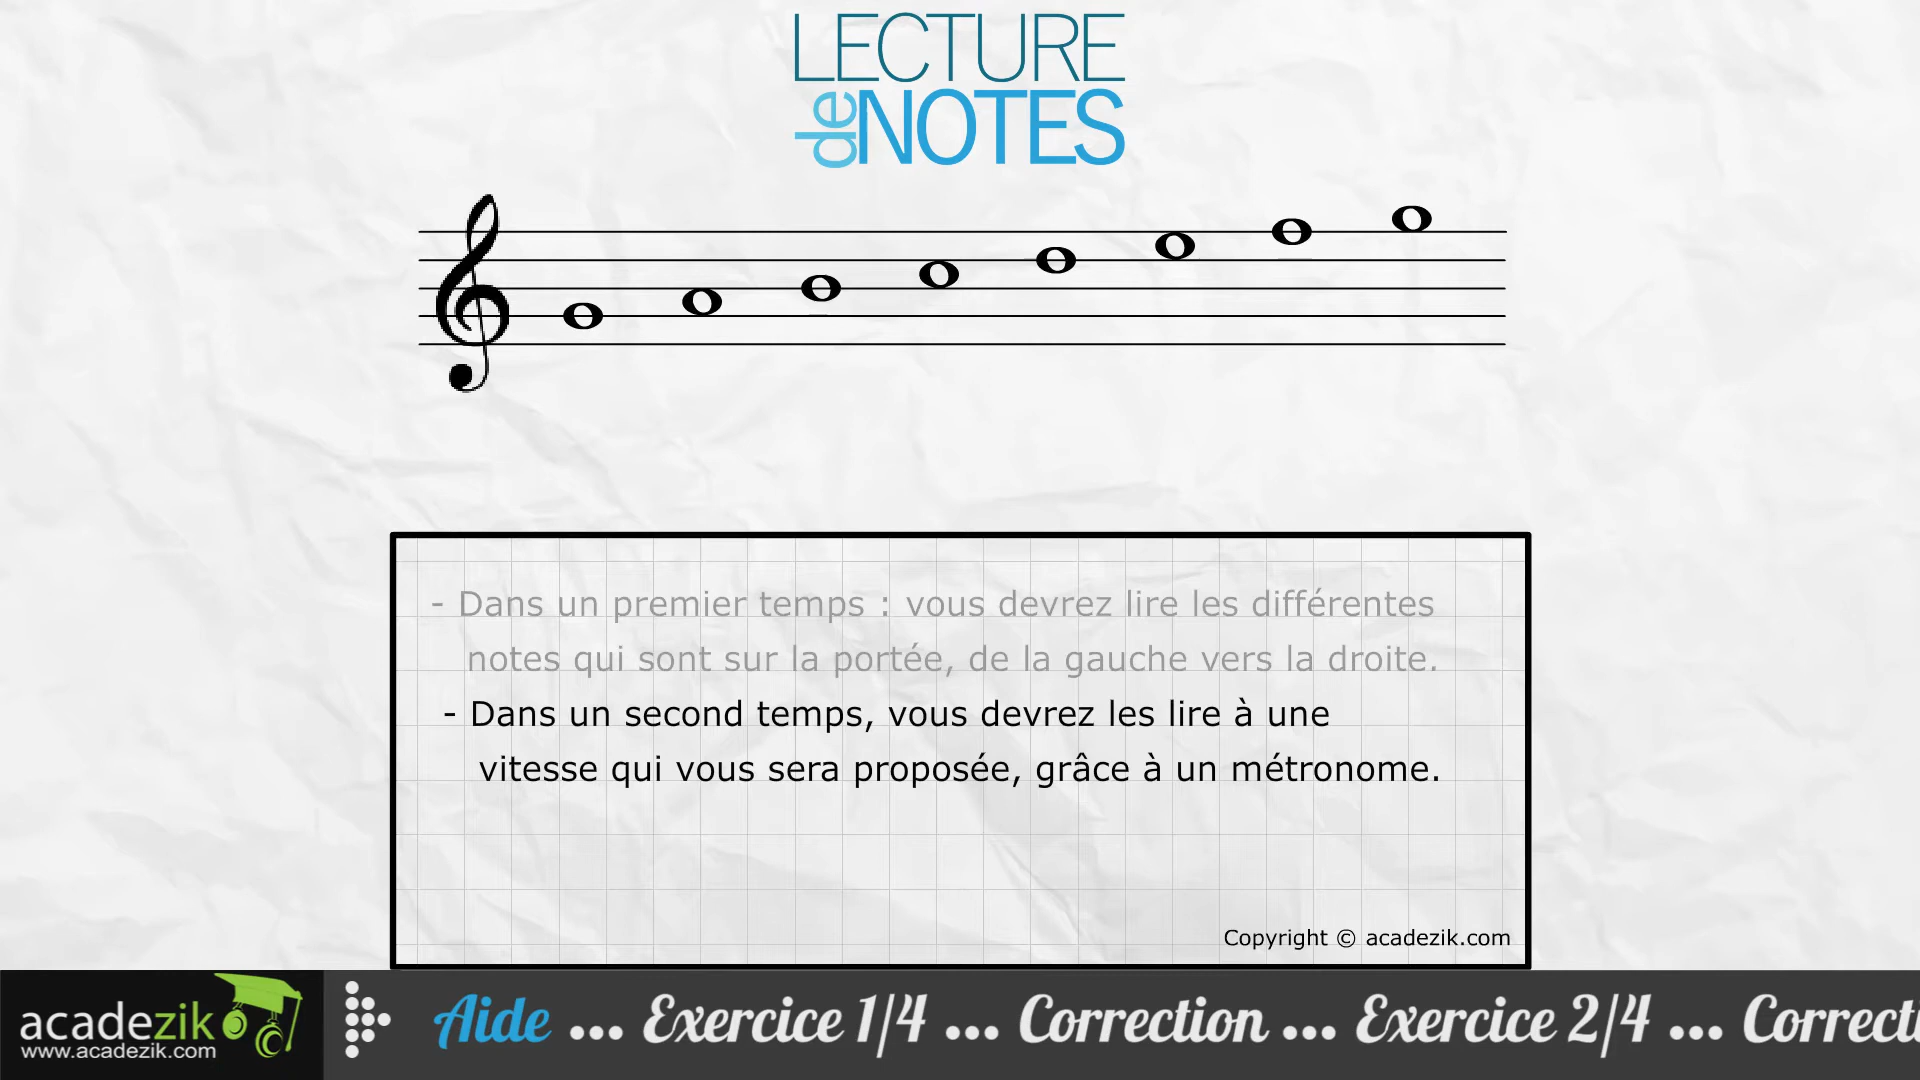 LECTURE
de NOTES
- Dans un premier temps : vous devrez lire les différentes
notes qui sont sur la portée, de la gauche vers la droite.
- Dans un second temps, vous devrez les lire à une
vitesse qui vous sera proposée, grâce à un métronome.
Copyright © acadezik.com
acadezik
www.acadezik.com
Aide ... Exercice 1/4 ... Correction ... Exercice 2/4 ... Correcti